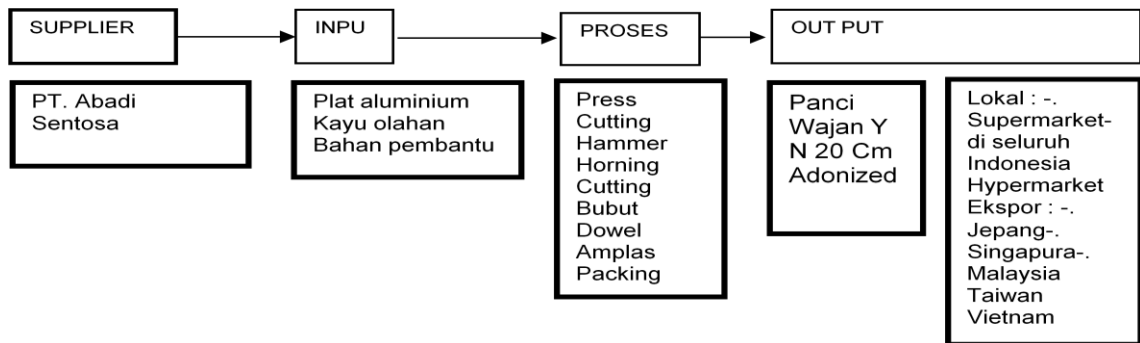 SUPPLIER
INPU
PROSES
OUT PUT
PT. Abadi
Sentosa
Plat aluminium
Kayu olahan
Bahan pembantu
Press
Cutting
Hammer
Horning
Cutting
Bubut
Dowel
Amplas
Packing
Panci
Wajan Y
N 20 Cm
Adonized
Lokal : -.
Supermarket-
di seluruh
Indonesia
Hypermarket
Ekspor : -.
Jepang-.
Singapura-.
Malaysia
Taiwan
Vietnam